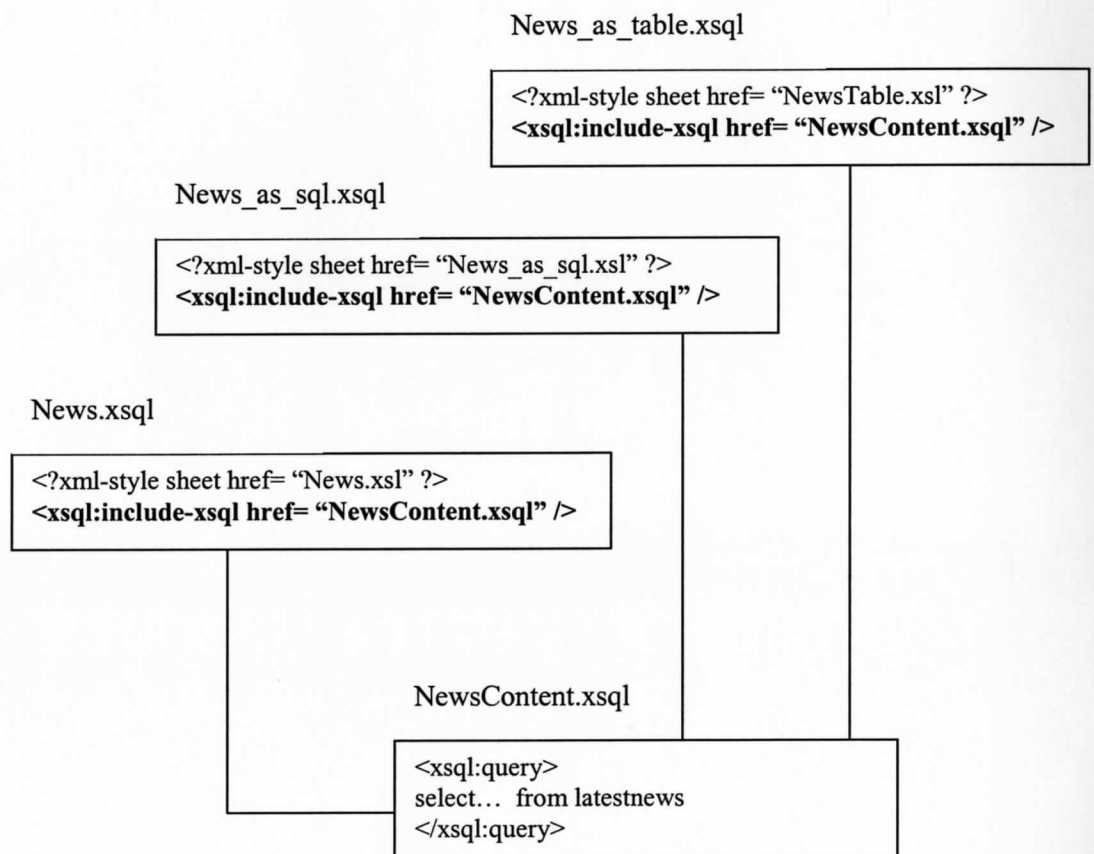 News_as_table.xsql
<?xml-style sheet href= “NewsTable.xsl” ?>
<xsql:include-xsql href= “NewsContent.xsql” />
News_as_sql.xsql
<?xml-style sheet href= “News_as_sql.xsl” ?>
<xsql:include-xsql href= “NewsContent.xsql” />
News.xsql
<?xml-style sheet href= “News.xsl” ?>
<xsql:include-xsql href= “NewsContent.xsql” />
NewsContent.xsql
<xsql:query>
select… from latestnews
</xsql:query>